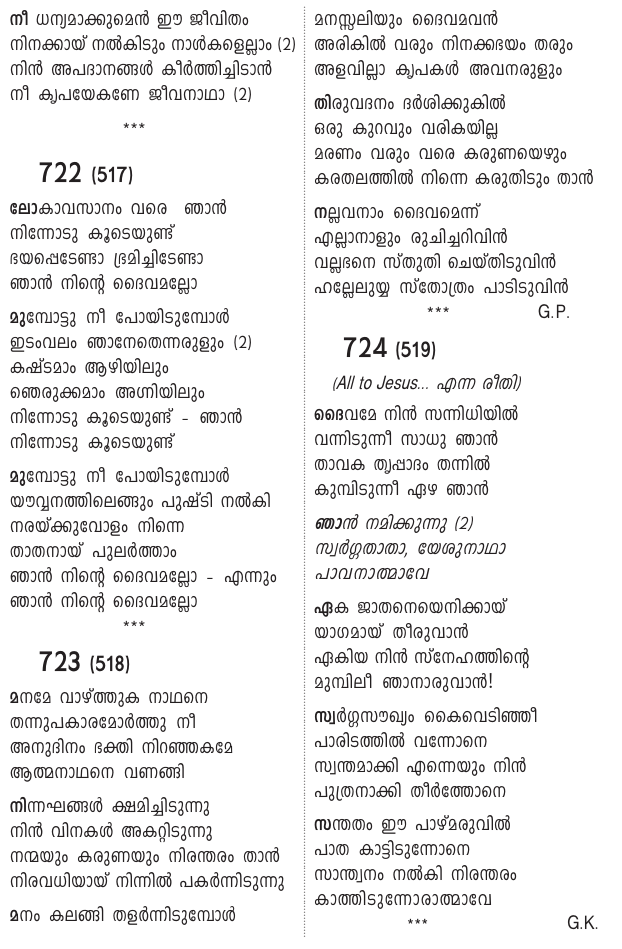 നീ ധന്യമാക്കുമെൻ ഈ ജീവിതം
നിനക്കായ് നൽകിടും നാൾകളെല്ലാം (2)
നിൻ അപദാനങ്ങൾ കീർത്തിച്ചിടാൻ
നീ കൃപയേകണേ ജീവനാഥാ (2)
***
722 (517)
ലോകാവസാനം വരെ ഞാൻ
നിന്നോടു കൂടെയുണ്ട്
ഭയപ്പെടേണ്ടാ ഭ്രമിച്ചിടേണ്ടാ
ഞാൻ നിന്റെ ദൈവമല്ലോ
മുമ്പോട്ടു നീ പോയിടുമ്പോൾ
ഇടംവലം ഞാനേതെന്നരുളും (2)
കഷ്ടമാം ആഴിയിലും
ഞെരുക്കമാം അഗ്നിയിലും
നിന്നോടു കൂടെയുണ്ട് - ഞാൻ
നിന്നോടു കൂടെയുണ്ട്
മുമ്പോട്ടു നീ പോയിടുമ്പോൾ
യൗവ്വനത്തിലെങ്ങും പുഷ്ടി നൽകി
നരയ്ക്കുവോളം നിന്നെ
താതനായ് പുലർത്താം
ഞാൻ നിന്റെ ദൈവമല്ലോ - എന്നും
ഞാൻ നിന്റെ ദൈവമല്ലോ
***
723 (518)
മനമേ വാഴ്ത്തുക നാഥനെ
തന്നുപകാരമോർത്തു നീ
അനുദിനം ഭക്തി നിറഞ്ഞകമേ
ആത്മനാഥനെ വണങ്ങി
നിന്നഘങ്ങൾ ക്ഷമിച്ചിടുന്നു
നിൻ വിനകൾ അകറ്റിടുന്നു
നന്മയും കരുണയും നിരന്തരം താൻ
നിരവധിയായ് നിന്നിൽ പകർന്നിടുന്നു
മനം കലങ്ങി തളർന്നിടുമ്പോൾ
മനസ്സലിയും ദൈവമവൻ
അരികിൽ വരും നിനക്കഭയം തരും
അളവില്ലാ കൃപകൾ അവനരുളും
തിരുവദനം ദർശിക്കുകിൽ
ഒരു കുറവും വരികയില്ല
മരണം വരും വരെ കരുണയെഴും
കരതലത്തിൽ നിന്നെ കരുതിടും താൻ
നല്ലവനാം ദൈവമെന്ന്
എല്ലാനാളും രുചിച്ചറിവിൻ
വല്ലഭനെ സ്തുതി ചെയ്തിടുവിൻ
ഹല്ലേലുയ്യ സ്തോത്രം പാടിടുവിൻ
*** G.P.
724 (519)
(All to Jesus... എന്ന രീതി)
ദൈവമേ നിൻ സന്നിധിയിൽ
വന്നിടുന്നീ സാധു ഞാൻ
താവക തൃപ്പാദം തന്നിൽ
കുമ്പിടുന്നീ ഏഴ ഞാൻ
ഞാൻ നമിക്കുന്നു (2)
സ്വർഗ്ഗതാതാ, യേശുനാഥാ
പാവനാത്മാവേ
ഏക ജാതനെയെനിക്കായ്
യാഗമായ് തീരുവാൻ
ഏകിയ നിൻ സ്നേഹത്തിന്റെ
മുമ്പിലീ ഞാനാരുവാൻ!
സ്വർഗ്ഗസൗഖ്യം കൈവെടിഞ്ഞീ
പാരിടത്തിൽ വന്നോനെ
സ്വന്തമാക്കി എന്നെയും നിൻ
പുത്രനാക്കി തീർത്തോനെ
സന്തതം ഈ പാഴ്മരുവിൽ
പാത കാട്ടിടുന്നോനെ
സാന്ത്വനം നൽകി നിരന്തരം
കാത്തിടുന്നോരാത്മാവേ
*** G.K.